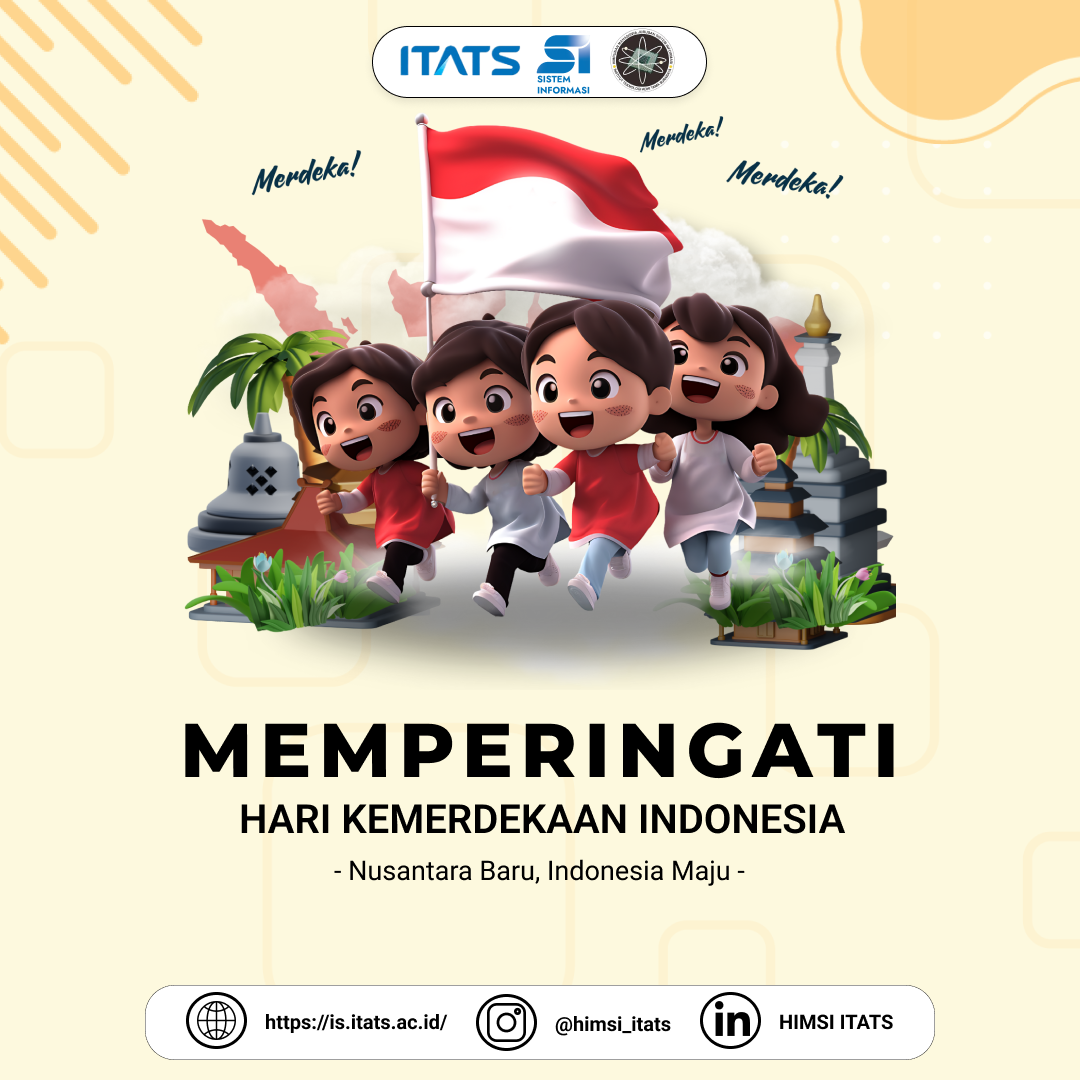 ITATS
SI
SISTEM
INFORMASI
Merdeka!
Merdeka!
Merdeka!
MEMPERINGATI
HARI KEMERDEKAAN INDONESIA
- Nusantara Baru, Indonesia Maju -
https://is.itats.ac.id/
@himsi_itats
in
HIMSI ITATS